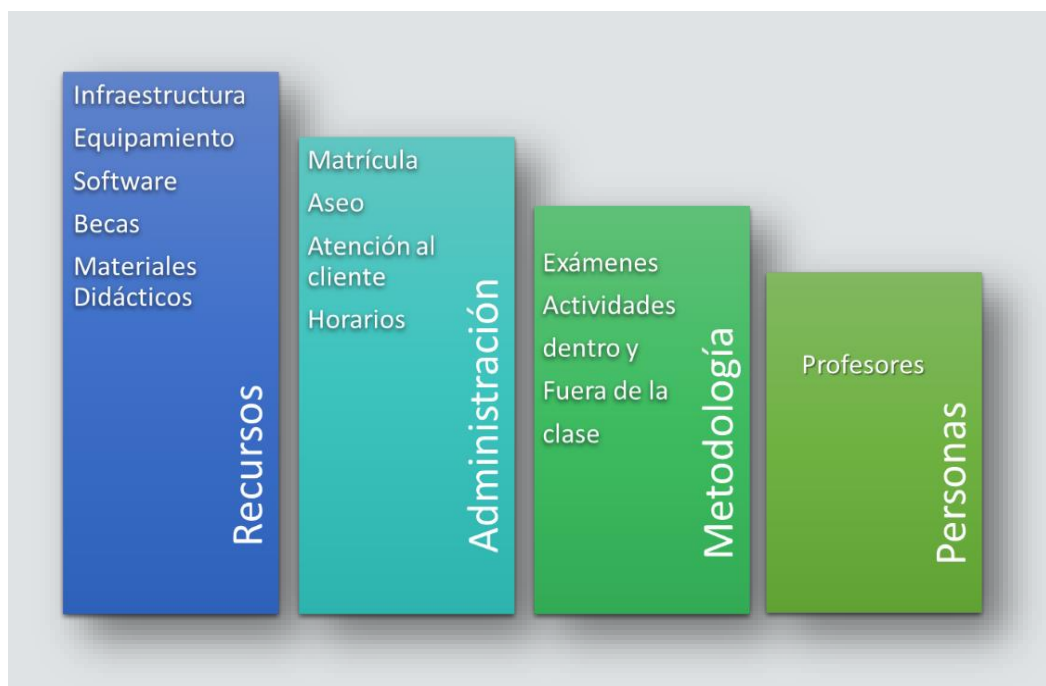 Infraestructura
Equipamiento
Software
Becas
Materiales
Didácticos
Recursos
Matrícula
Aseo
Atención al
cliente
Horarios
Administración
Exámenes
Actividades
dentro y
Fuera de la
clase
Metodología
Profesores
Personas